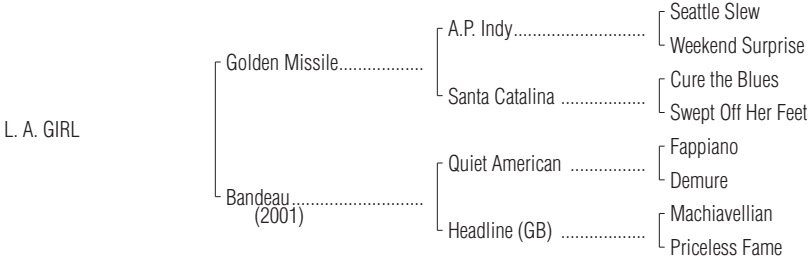 Seattle Slew
A.P. Indy
Weekend Surprise
Golden Missile
Cure the Blues
Santa Catalina
Swept Off Her Feet
L. A. GIRL
Fappiano
Quiet American
Demure
Bandeau
(2001)
Machiavellian
Headline (GB)
Priceless Fame